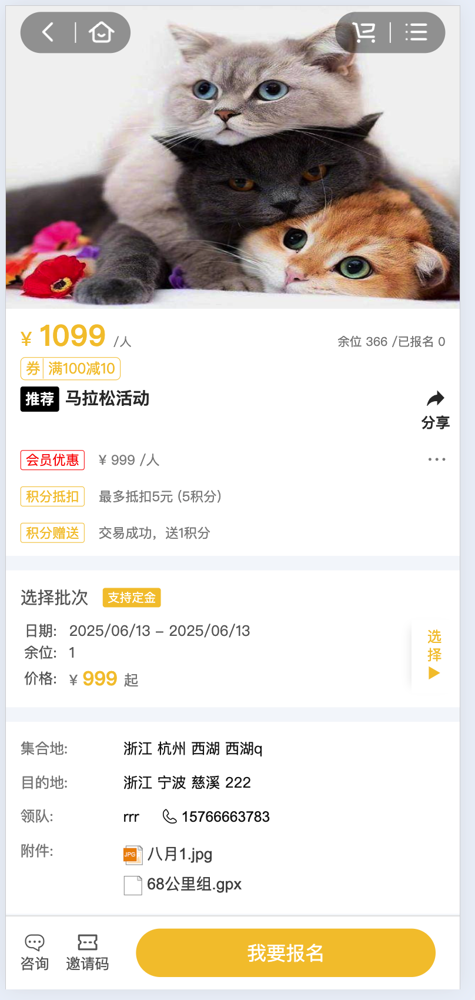 ¥ 1099 /人
余位 366 /已报名 0
券 满100减10
推荐 马拉松活动
分享
会员优惠 ¥ 999 /人
积分抵扣 最多抵扣5元 (5积分)
积分赠送 交易成功，送1积分
选择批次 支持定金
日期: 2025/06/13 – 2025/06/13
余位: 1
价格: ¥ 999 起
选
择
集合地: 浙江 杭州 西湖 西湖q
目的地: 浙江 宁波 慈溪 222
领队: rrr 15766663783
附件: JPG 八月1.jpg
68公里组.gpx
咨询
邀请码
我要报名